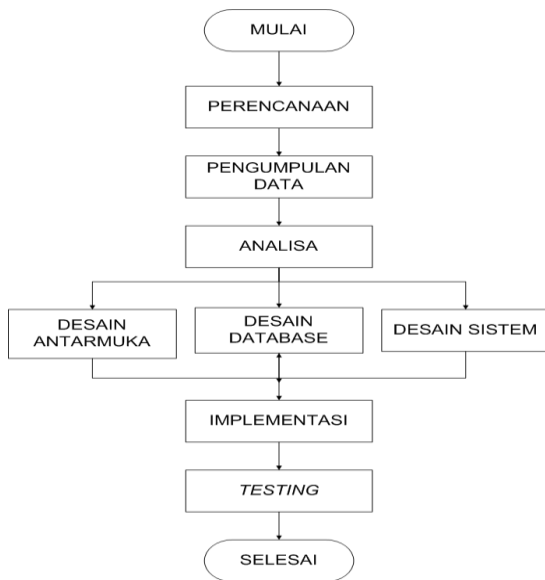 MULAI
PERENCANAAN
PENGUMPULAN
DATA
ANALISA
DESAIN
ANTARMUKA
DESAIN
DATABASE
DESAIN SISTEM
IMPLEMENTASI
TESTING
SELESAI